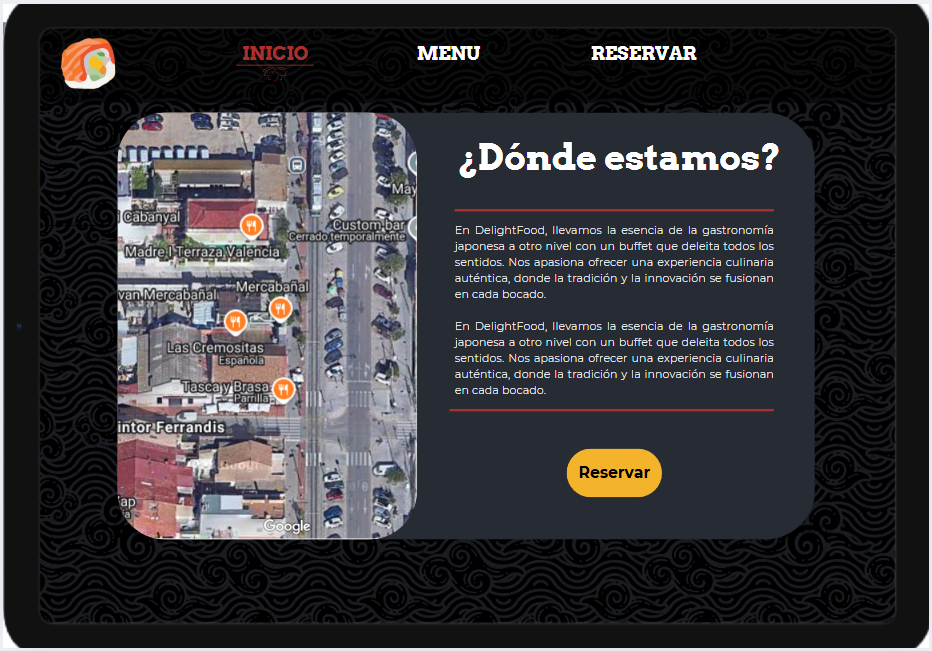 INICIO
MENU
RESERVAR
¿Dónde estamos?
En DelightFood, llevamos la esencia de la gastronomía
japonesa a otro nivel con un buffet que deleita todos los
sentidos. Nos apasiona ofrecer una experiencia culinaria
auténtica, donde la tradición y la innovación se fusionan
en cada bocado.
En DelightFood, llevamos la esencia de la gastronomía
japonesa a otro nivel con un buffet que deleita todos los
sentidos. Nos apasiona ofrecer una experiencia culinaria
auténtica, donde la tradición y la innovación se fusionan
en cada bocado.
Reservar
May
Cabanyal
Custom bar
Cerrado temporalmente
Madre | Terraza Valencia
Mercabañal
van Mercabañal
Las Cremositas
Española
Tasca y Brasa
Parrilla
intor Ferrandis
ap
Google